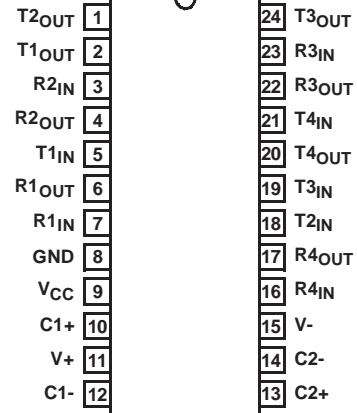 T2OUT 1 24 T3OUT
T1OUT 2 23 R3IN
R2IN 3 22 R3OUT
R2OUT 4 21 T4IN
T1IN 5 20 T4OUT
R1OUT 6 19 T3IN
R1IN 7 18 T2IN
GND 8 17 R4OUT
VCC 9 16 R4IN
C1+ 10 15 V-
V+ 11 14 C2-
C1- 12 13 C2+